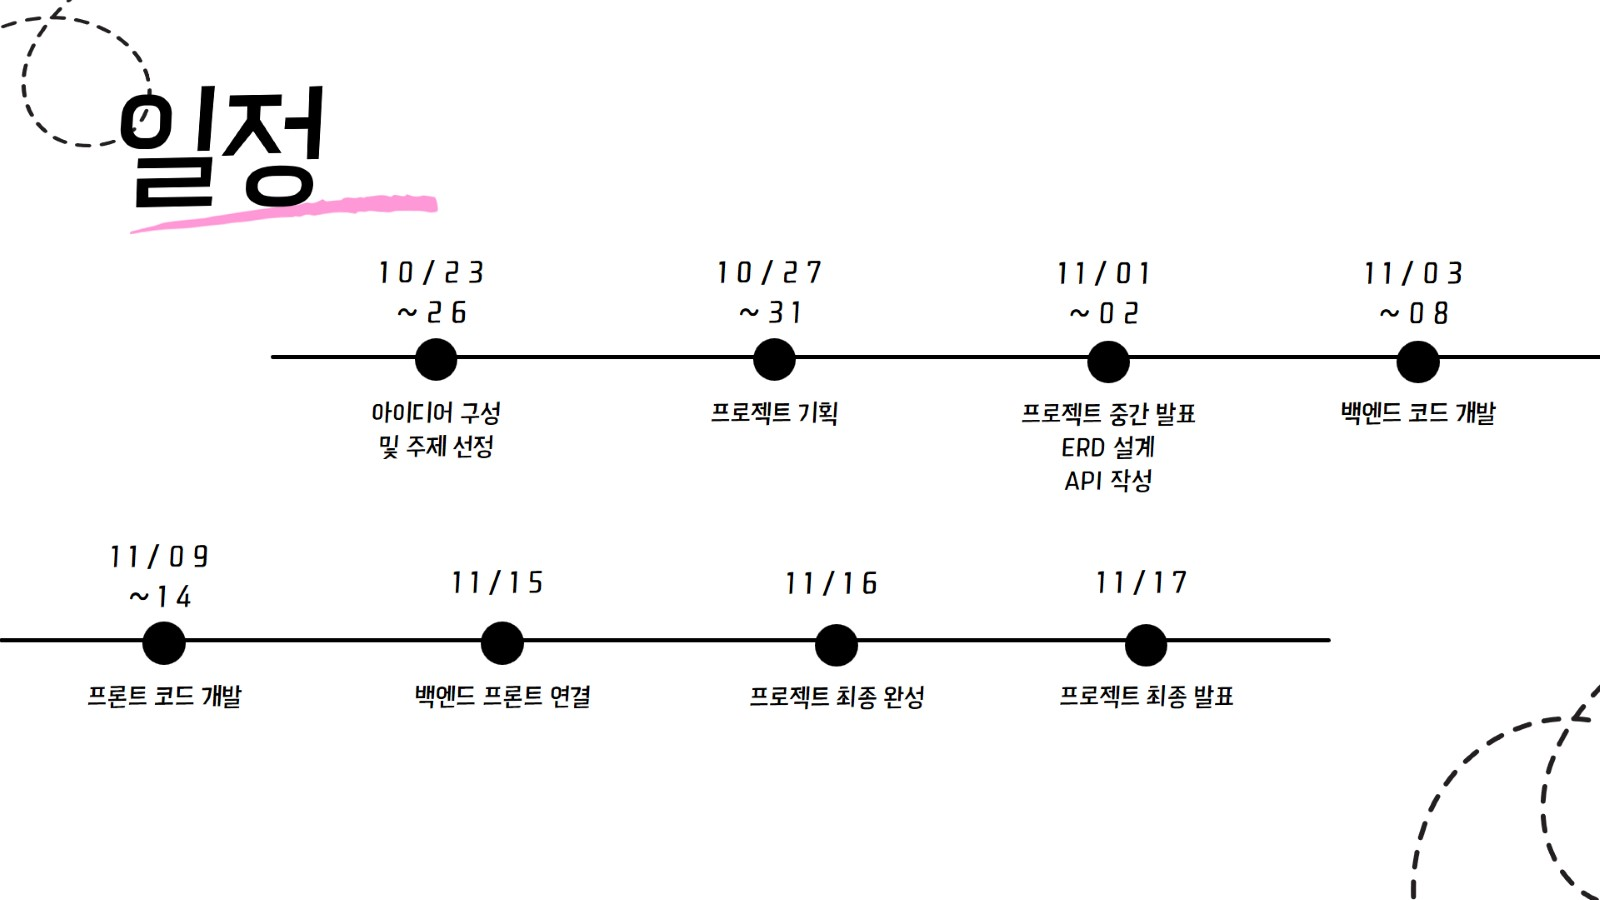 일정
10/23
~26
10/27
~31
11/01
~02
11/03
~08
아이디어 구성
및 주제 선정
프로젝트 기획
프로젝트 중간 발표
ERD 설계
API 작성
백엔드 코드 개발
11/09
~14
11/15
11/16
11/17
프론트 코드 개발
백엔드 프론트 연결
프로젝트 최종 완성
프로젝트 최종 발표